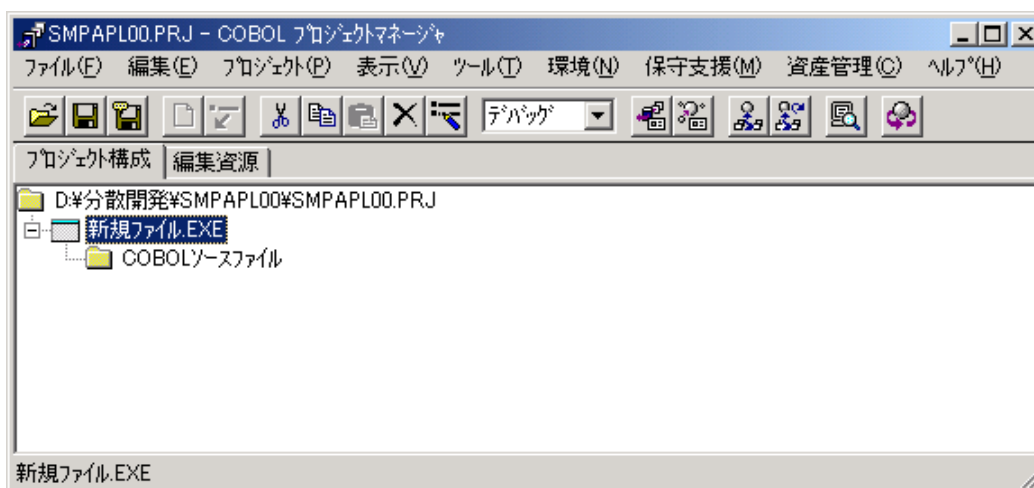 SMPAPL00.PRJ - COBOL プロジェクトマネージャ
ファイル(F) 編集(E) プロジェクト(P) 表示(V) ツール(T) 環境(N) 保守支援(M) 資産管理(C) ヘルプ(H)
デバッグ
プロジェクト構成 編集資源
D:¥分散開発¥SMPAPL00¥SMPAPL00.PRJ
新規ファイル.EXE
COBOLソースファイル
新規ファイル.EXE